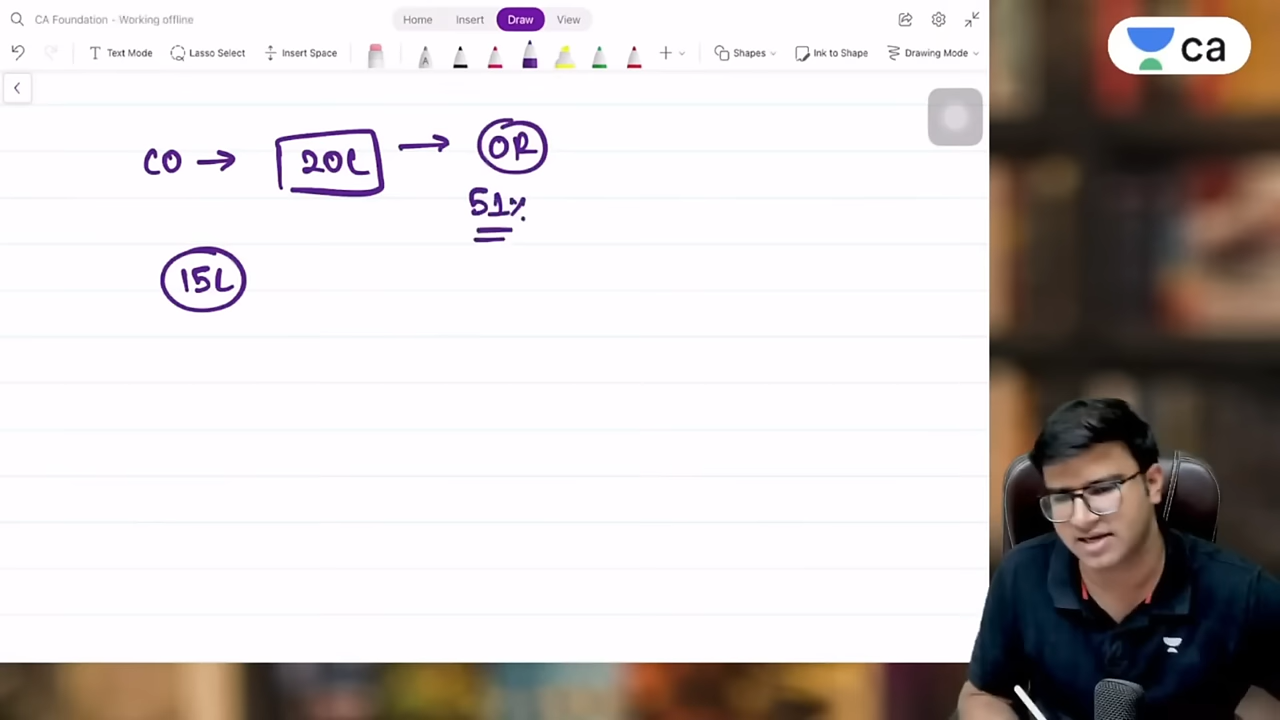 CA Foundation - Working offline
Home Insert Draw View
Text Mode Lasso Select Insert Space A Shapes Ink to Shape Drawing Mode
ca
CO → 20L → OR
51%
15L